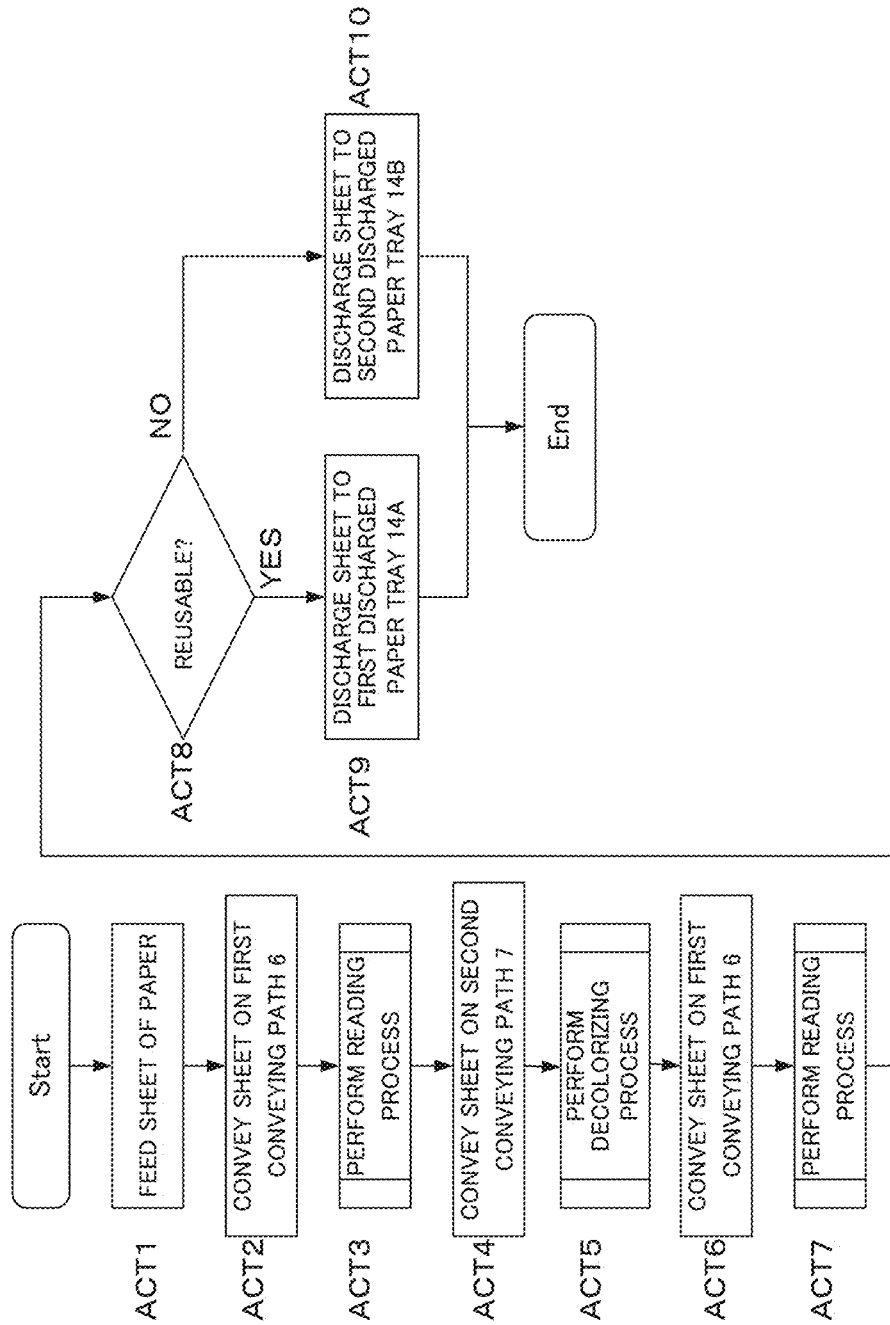 Start
ACT1
FEED SHEET OF PAPER
ACT2
CONVEY SHEET ON FIRST
CONVEYING PATH 6
ACT3
PERFORM READING
PROCESS
ACT4
CONVEY SHEET ON SECOND
CONVEYING PATH 7
ACT5
PERFORM
DECOLORIZING
PROCESS
ACT6
CONVEY SHEET ON FIRST
CONVEYING PATH 6
ACT7
PERFORM READING
PROCESS
ACT8
REUSABLE?
NO
YES
ACT9
DISCHARGE SHEET TO
FIRST DISCHARGED
PAPER TRAY 14A
DISCHARGE SHEET TO
SECOND DISCHARGED
PAPER TRAY 14B
ACT10
End